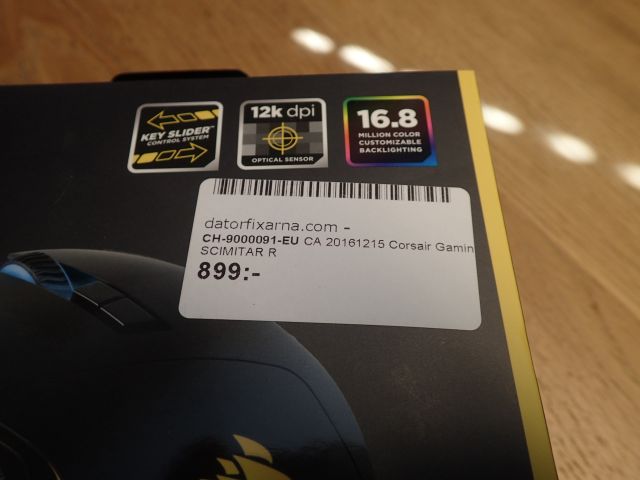 KEY SLIDER™
CONTROL SYSTEM
12k dpi
OPTICAL SENSOR
16.8
MILLION COLOR
CUSTOMIZABLE
BACKLIGHTING
datorfixarna.com -
CH-9000091-EU CA 20161215 Corsair Gamin
SCIMITAR R
899:-